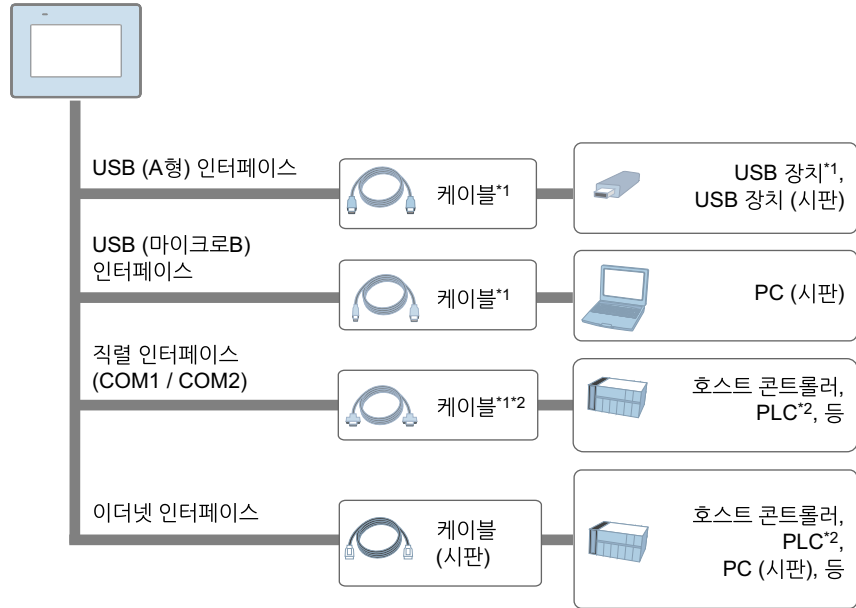 USB (A형) 인터페이스
케이블*1
USB 장치*1,
USB 장치 (시판)
USB (마이크로B)
인터페이스
케이블*1
PC (시판)
직렬 인터페이스
(COM1 / COM2)
케이블*1*2
호스트 콘트롤러,
PLC*2, 등
이더넷 인터페이스
케이블
(시판)
호스트 콘트롤러,
PLC*2,
PC (시판), 등